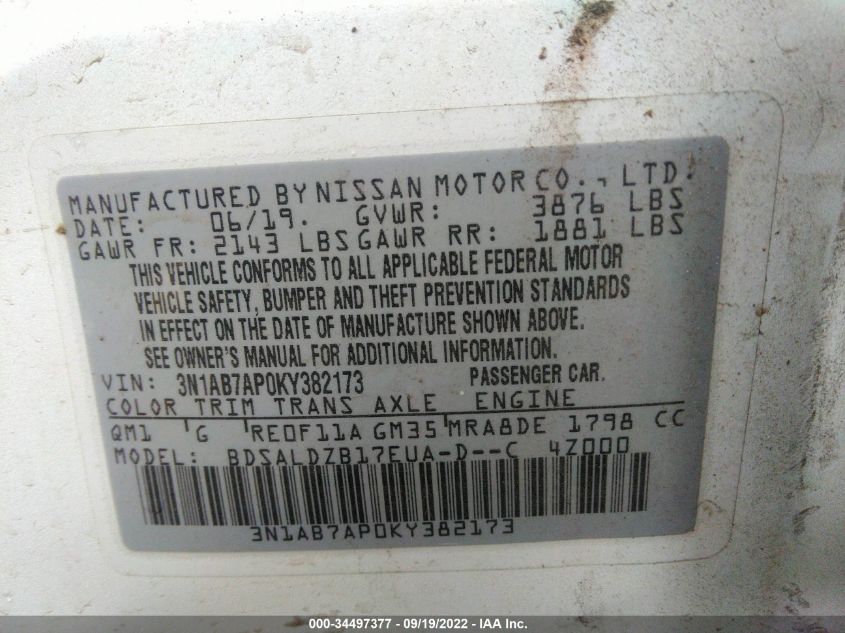 MANUFACTURED BY NISSAN MOTOR CO., LTD.
DATE: 06/19. GVWR: 3876 LBS
GAWR FR: 2143 LBS GAWR RR: 1881 LBS
THIS VEHICLE CONFORMS TO ALL APPLICABLE FEDERAL MOTOR
VEHICLE SAFETY, BUMPER AND THEFT PREVENTION STANDARDS
IN EFFECT ON THE DATE OF MANUFACTURE SHOWN ABOVE.
SEE OWNER'S MANUAL FOR ADDITIONAL INFORMATION.
VIN: 3N1AB7AP0KY382173 PASSENGER CAR.
COLOR TRIM TRANS AXLE ENGINE
QM1 'G 'RE0F11A GM35'MRA8DE 1798 CC
MODEL: BDSALDZB17EUA-D--C 4Z000
3N1AB7AP0KY382173
000-34497377 - 09/19/2022 - IAA Inc.